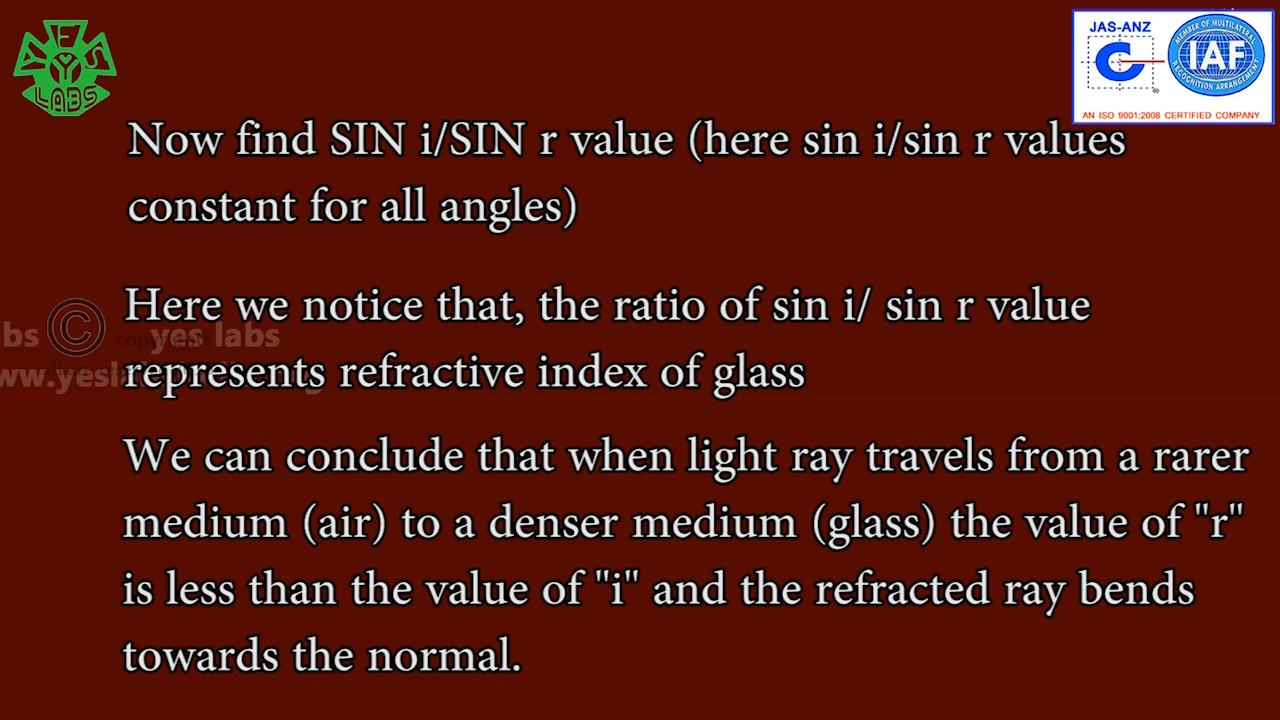 YES
LABS
JAS-ANZ
MEMBER OF MULTILATERAL
IAF
RECOGNITION ARRANGEMENT
AN ISO 9001:2008 CERTIFIED COMPANY
Now find SIN i/SIN r value (here sin i/sin r values
constant for all angles)
Here we notice that, the ratio of sin i/ sin r value
bs © copyright yes labs
represents refractive index of glass
We can conclude that when light ray travels from a rarer
medium (air) to a denser medium (glass) the value of "r"
is less than the value of "i" and the refracted ray bends
towards the normal.